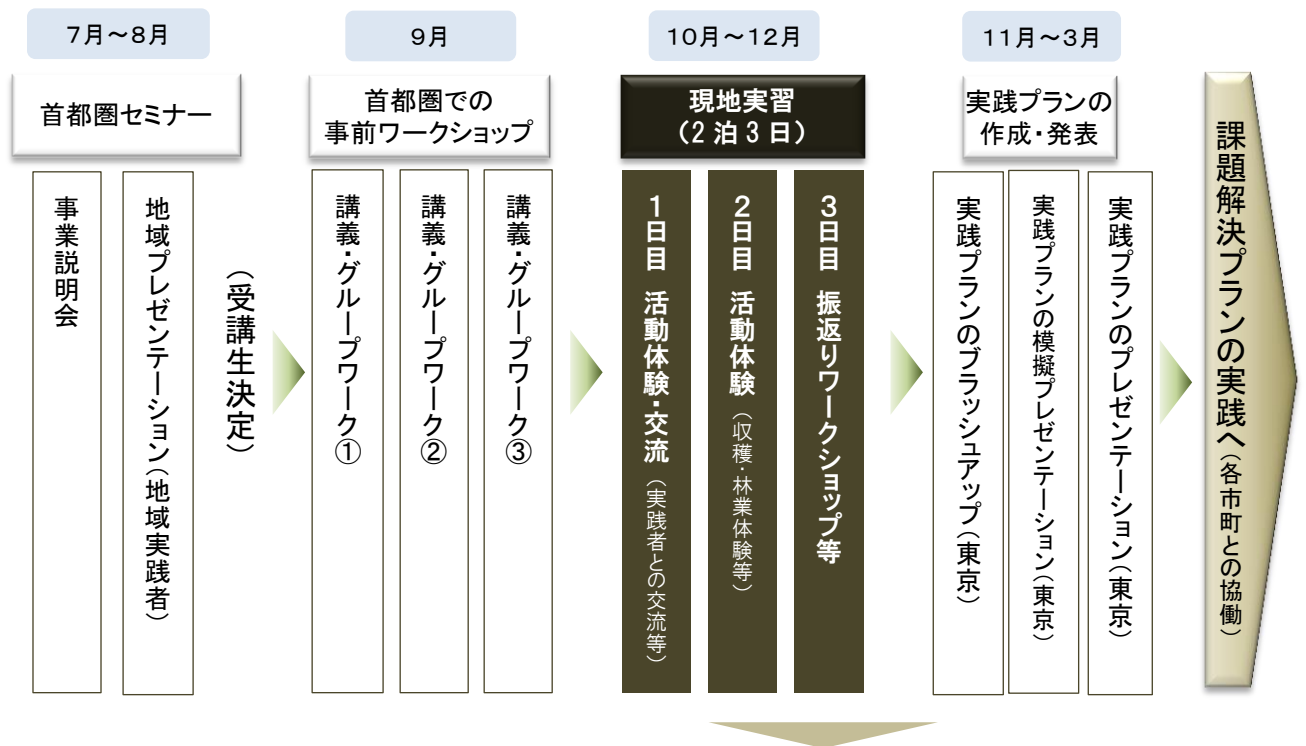 7月~8月
首都圏セミナー
事業説明会
地域プレゼンテーション(地域実践者)
(受講生決定)
9月
首都圏での
事前ワークショップ
講義・グループワーク①
講義・グループワーク②
講義・グループワーク③
10月~12月
現地実習
(2泊3日)
1日目 活動体験・交流(実践者との交流等)
2日目 活動体験(収穫・林業体験等)
3日目 振返りワークショップ等
11月~3月
実践プランの
作成・発表
実践プランのブラッシュアップ(東京)
実践プランの模擬プレゼンテーション(東京)
実践プランのプレゼンテーション(東京)
課題解決プランの実践へ(各市町との協働)